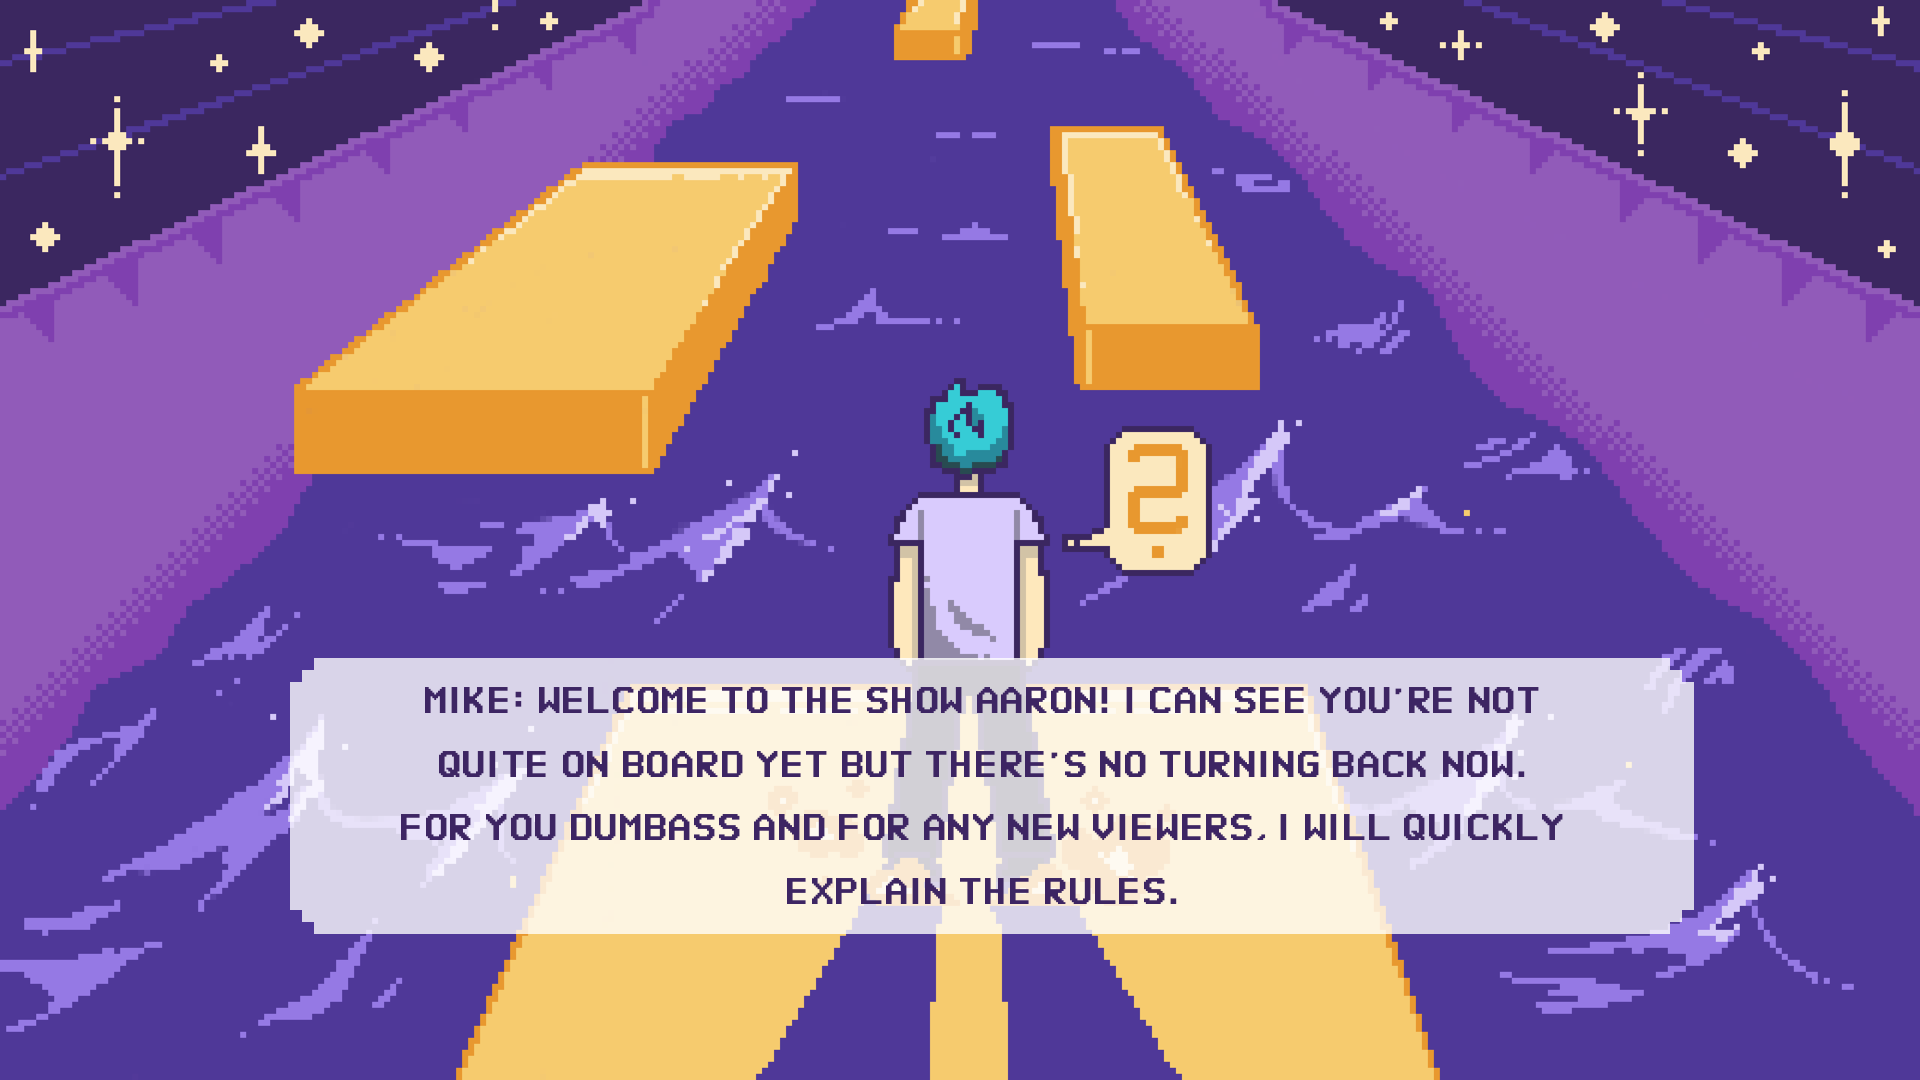 ?
MIKE: WELCOME TO THE SHOW AARON! I CAN SEE YOU'RE NOT
QUITE ON BOARD YET BUT THERE'S NO TURNING BACK NOW.
FOR YOU DUMBASS AND FOR ANY NEW VIEWERS, I WILL QUICKLY
EXPLAIN THE RULES.